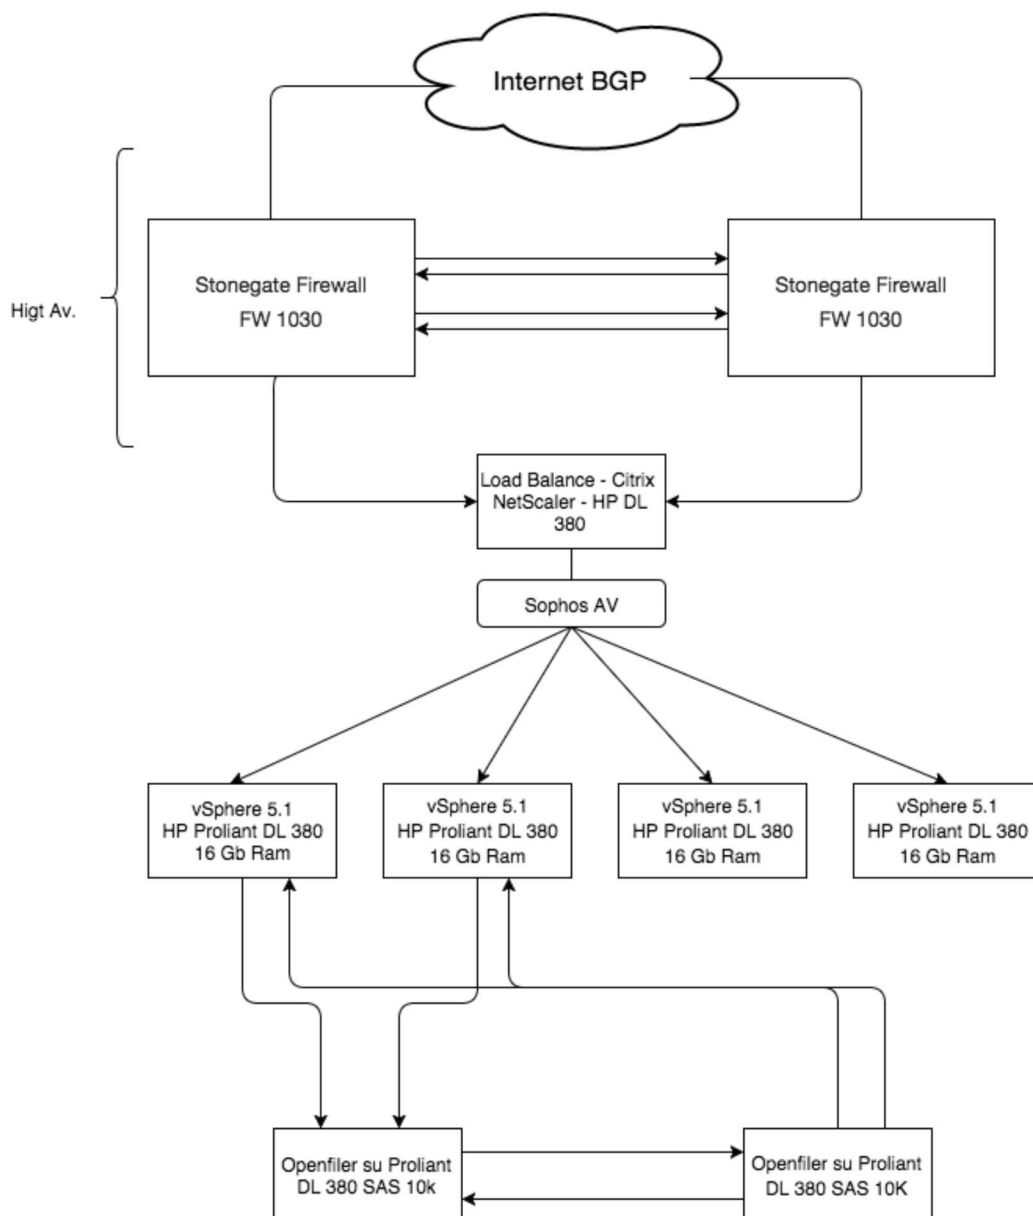 Internet BGP
Stonegate Firewall
FW 1030
Stonegate Firewall
FW 1030
Higt Av.
Load Balance - Citrix
NetScaler - HP DL
380
Sophos AV
vSphere 5.1
HP Proliant DL 380
16 Gb Ram
vSphere 5.1
HP Proliant DL 380
16 Gb Ram
vSphere 5.1
HP Proliant DL 380
16 Gb Ram
vSphere 5.1
HP Proliant DL 380
16 Gb Ram
Openfiler su Proliant
DL 380 SAS 10k
Openfiler su Proliant
DL 380 SAS 10K